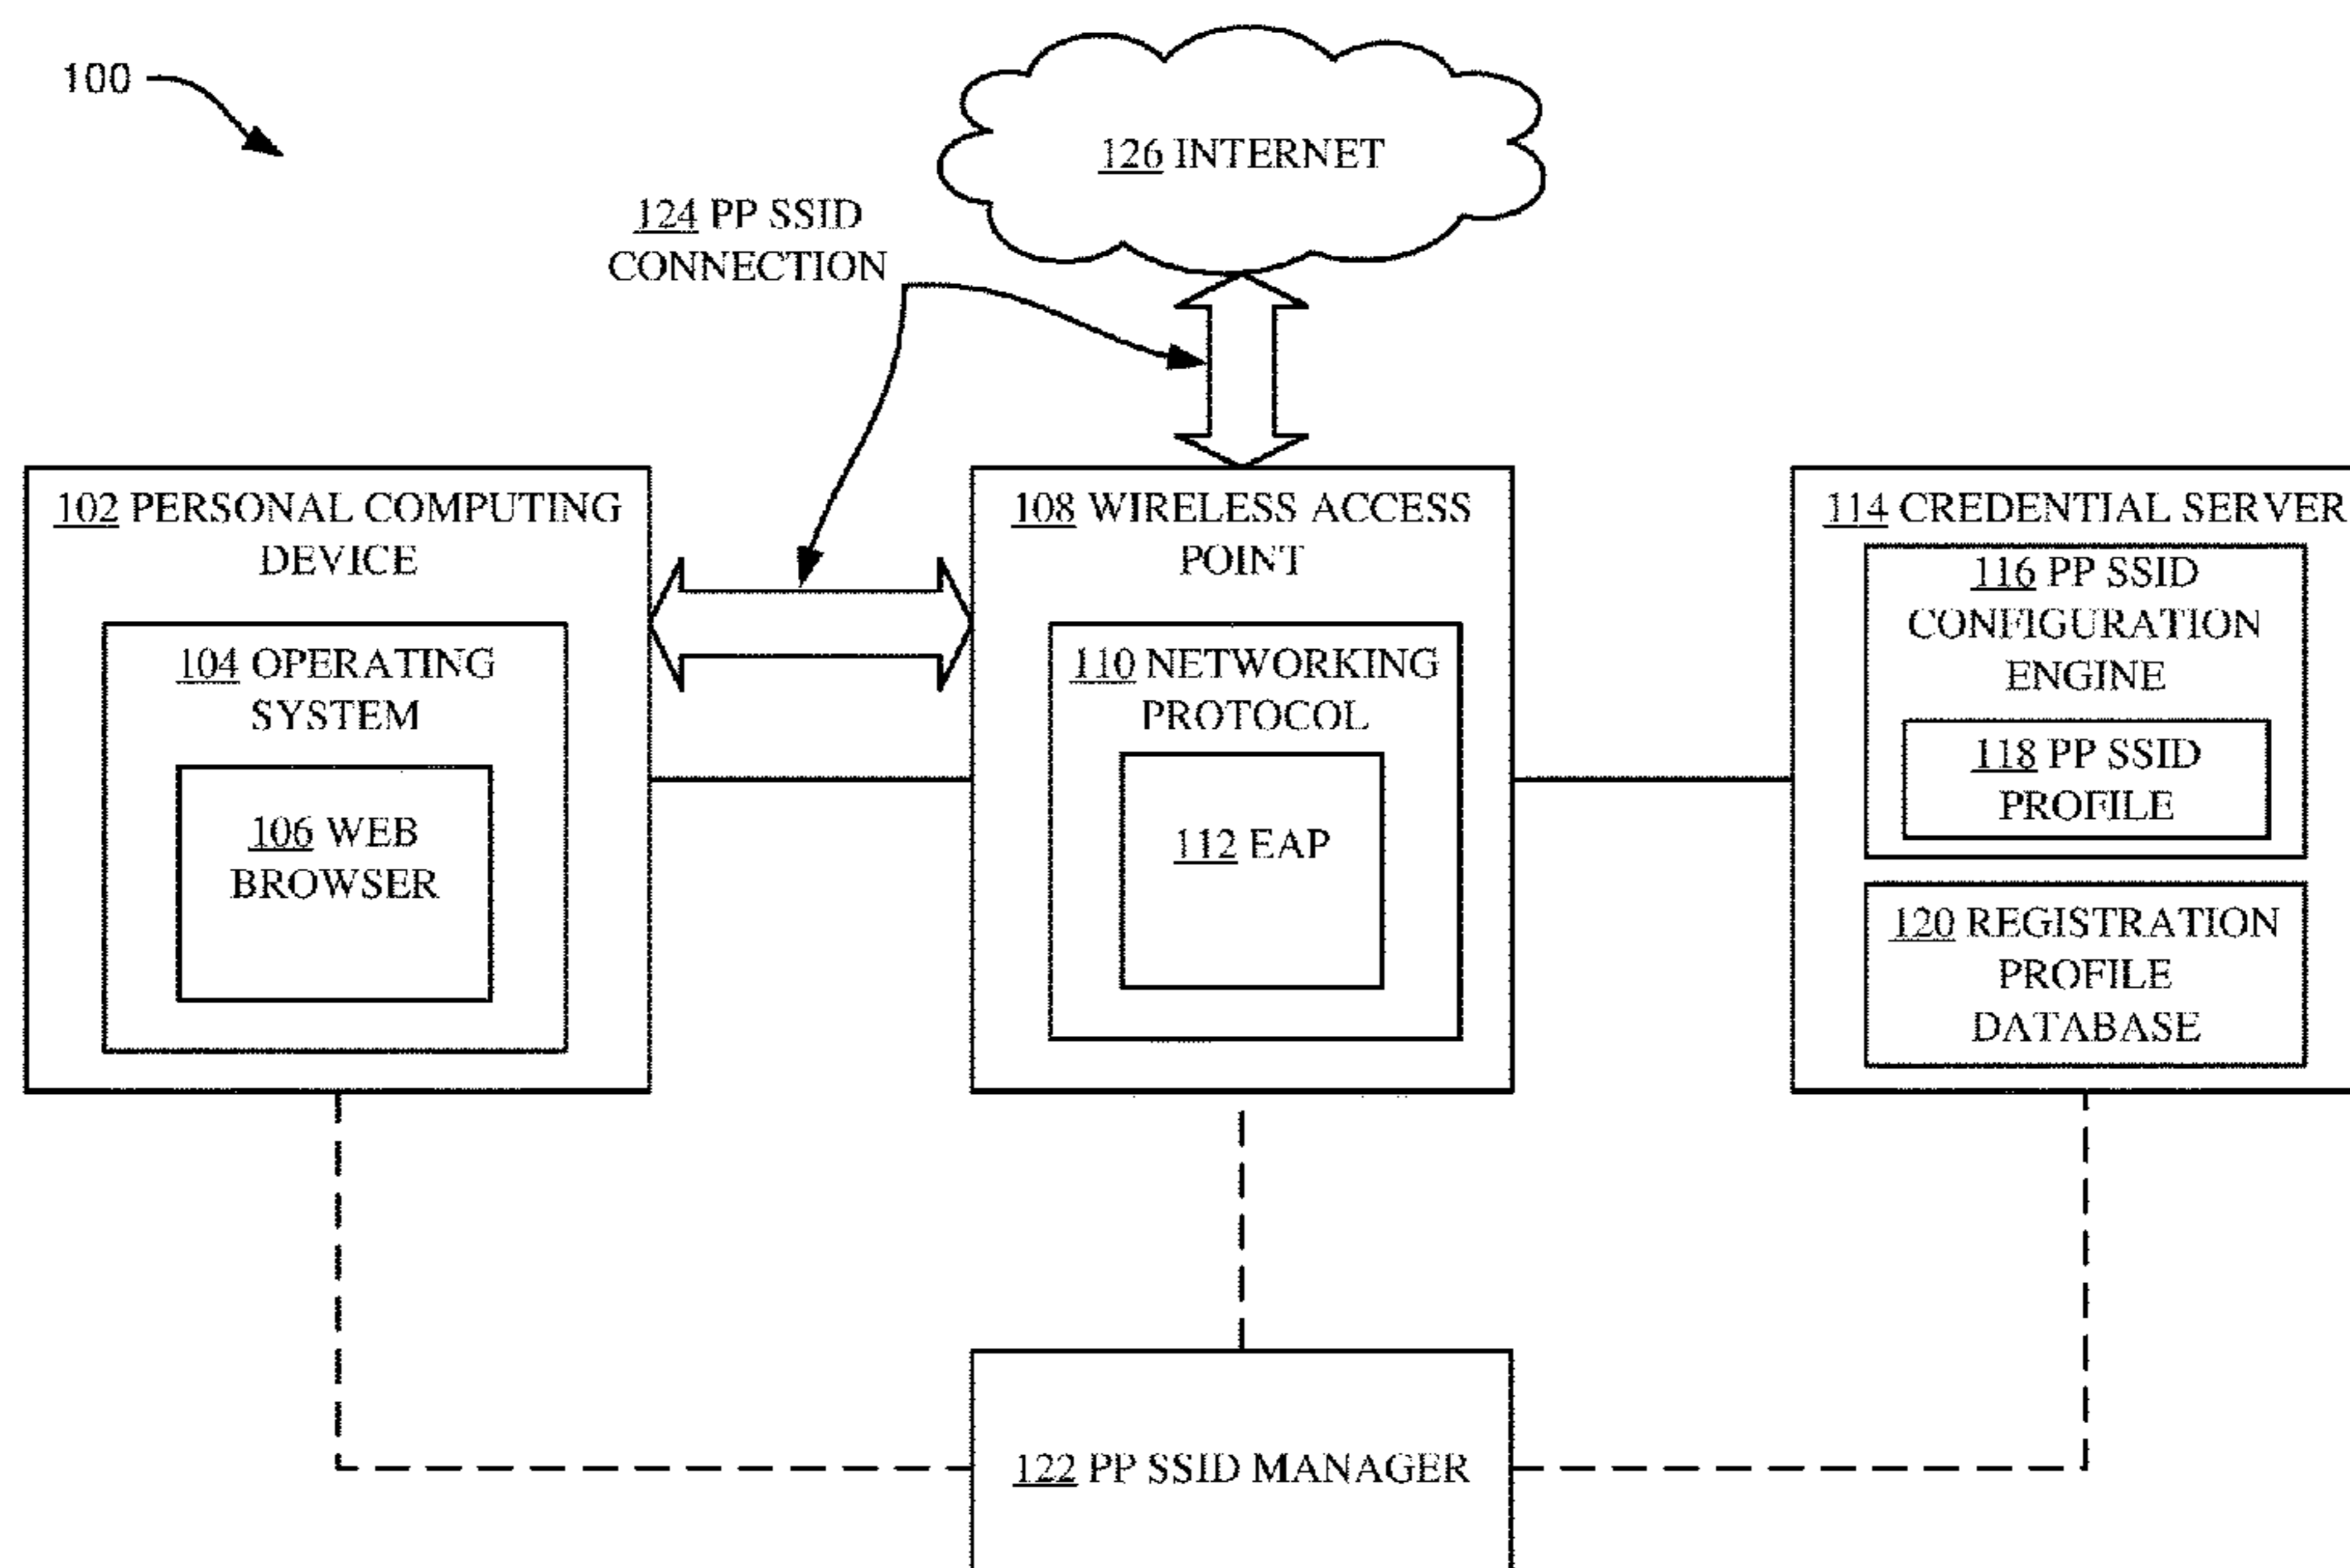 100
126 INTERNET
124 PP SSID
CONNECTION
102 PERSONAL COMPUTING
DEVICE
104 OPERATING
SYSTEM
106 WEB
BROWSER
108 WIRELESS ACCESS
POINT
110 NETWORKING
PROTOCOL
112 EAP
114 CREDENTIAL SERVER
116 PP SSID
CONFIGURATION
ENGINE
118 PP SSID
PROFILE
120 REGISTRATION
PROFILE
DATABASE
122 PP SSID MANAGER